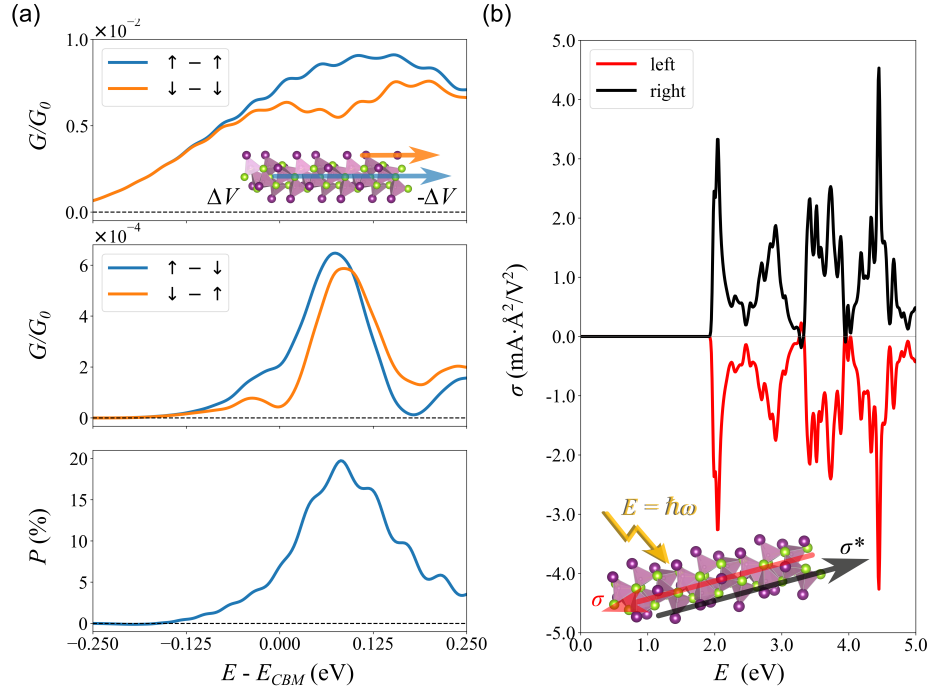 (a)
×10⁻²
1.0
0.5
0.0
G/G₀
↑ − ↑
↓ − ↓
ΔV
-ΔV
×10⁻⁴
6
4
2
0
G/G₀
↑ − ↓
↓ − ↑
20
15
10
5
0
P (%)
−0.250
−0.125
0.000
0.125
0.250
E - E_CBM (eV)
(b)
5.0
4.0
3.0
2.0
1.0
0.0
-1.0
-2.0
-3.0
-4.0
-5.0
σ (mA·Å²/V²)
left
right
E = ħω
σ*
σ
0.0
1.0
2.0
3.0
4.0
5.0
E (eV)